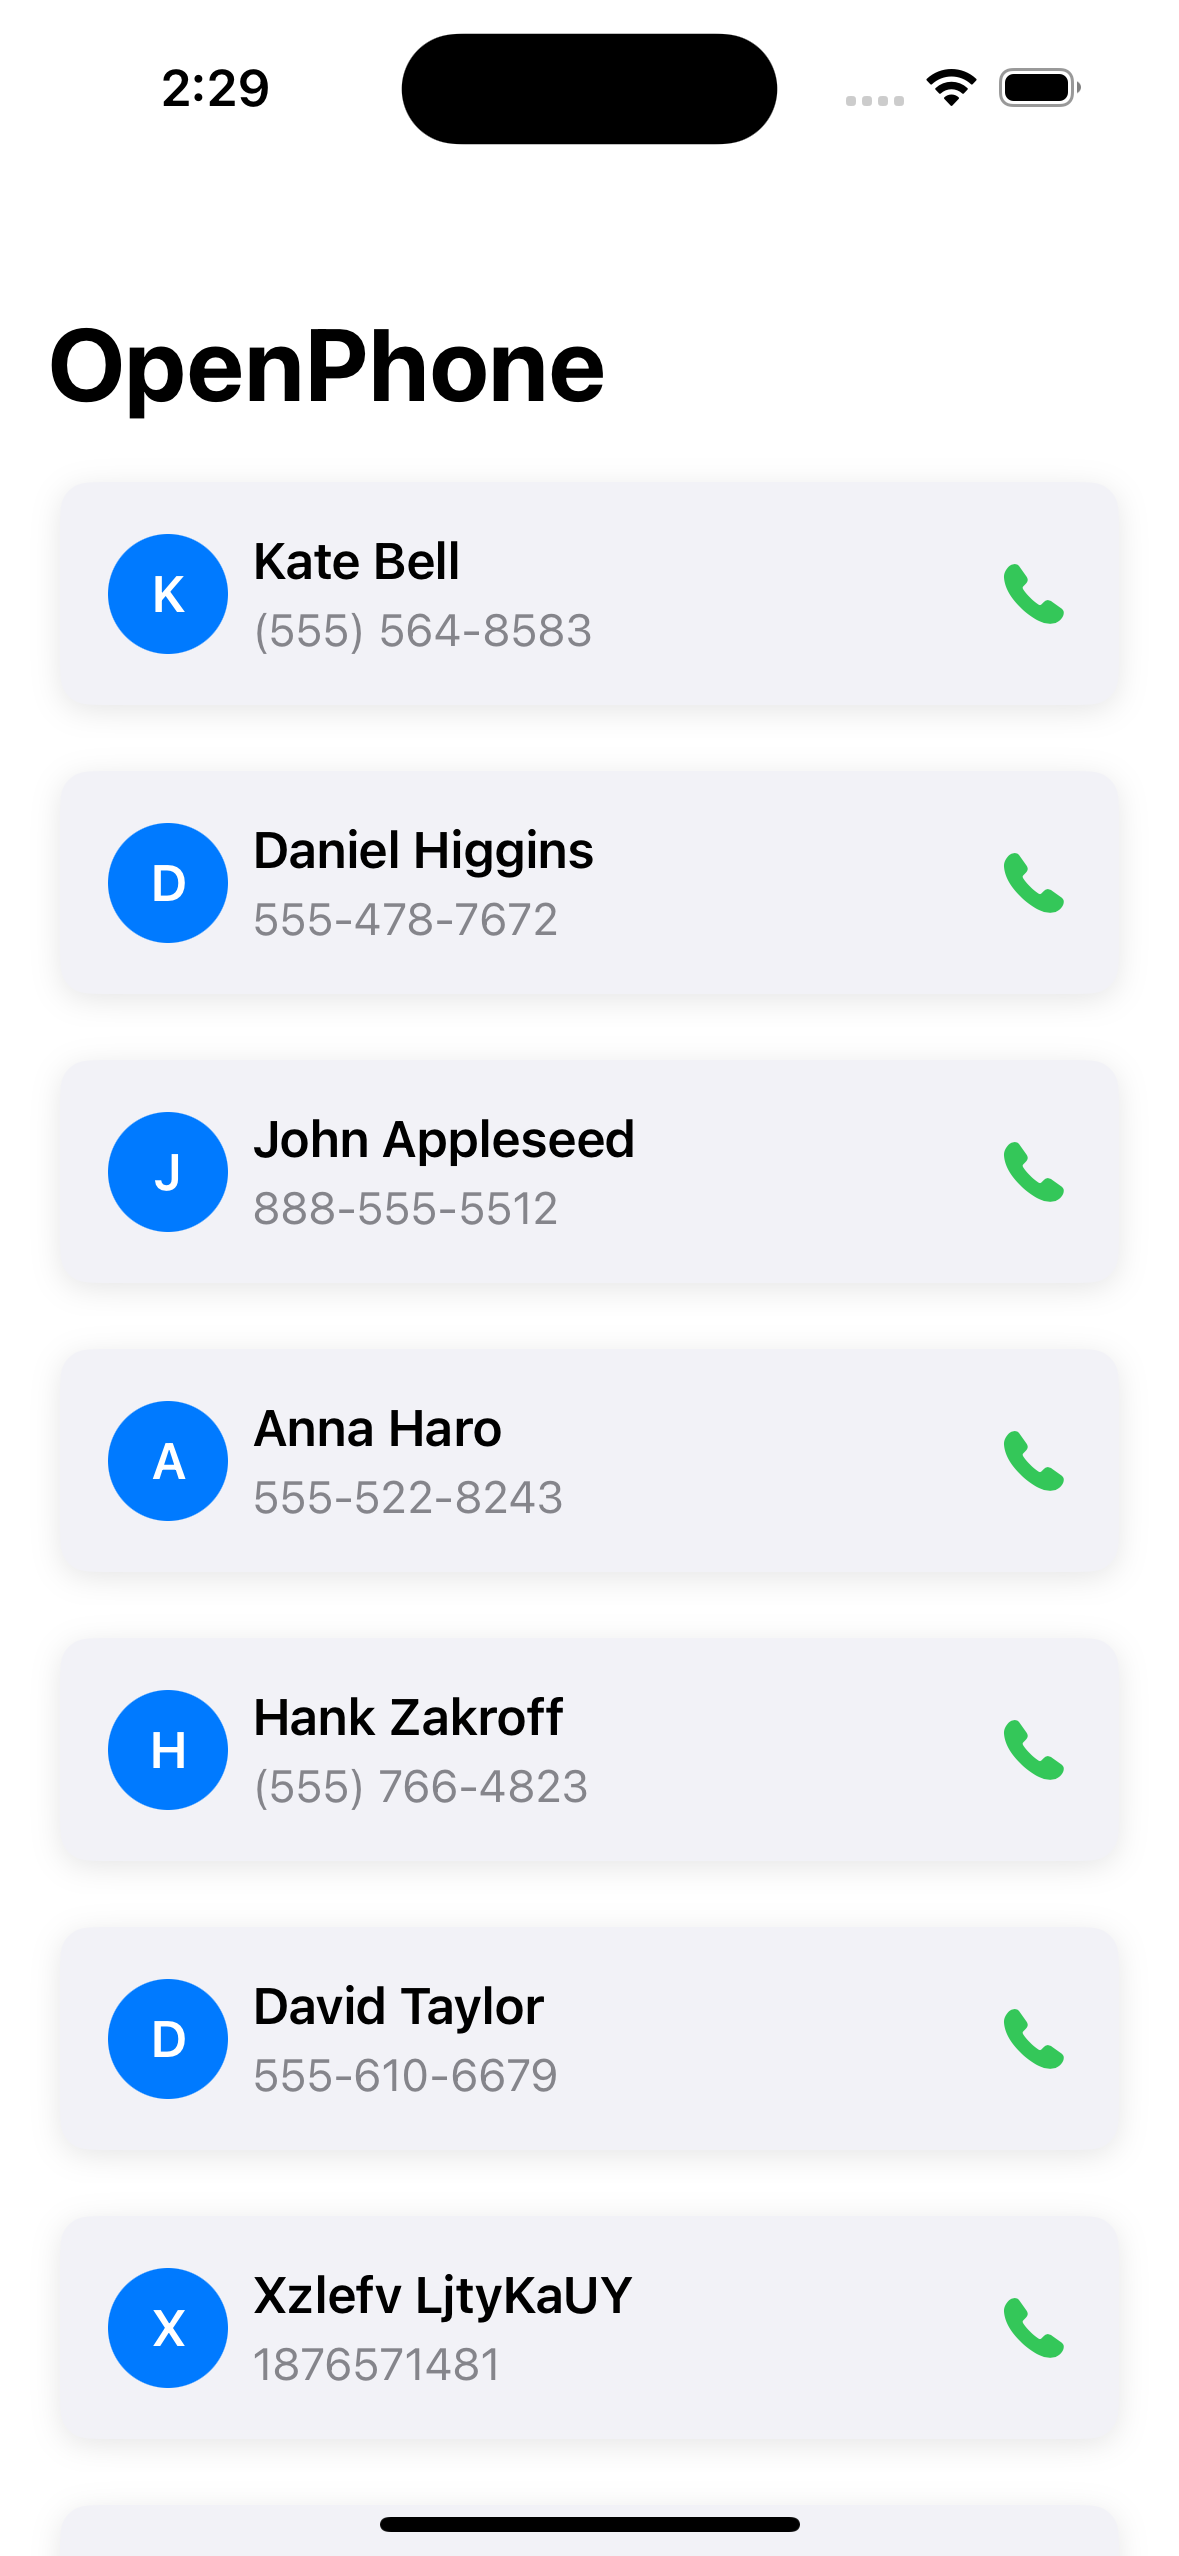 2:29
OpenPhone
K
Kate Bell
(555) 564-8583
D
Daniel Higgins
555-478-7672
J
John Appleseed
888-555-5512
A
Anna Haro
555-522-8243
H
Hank Zakroff
(555) 766-4823
D
David Taylor
555-610-6679
X
Xzlefv LjtyKaUY
1876571481